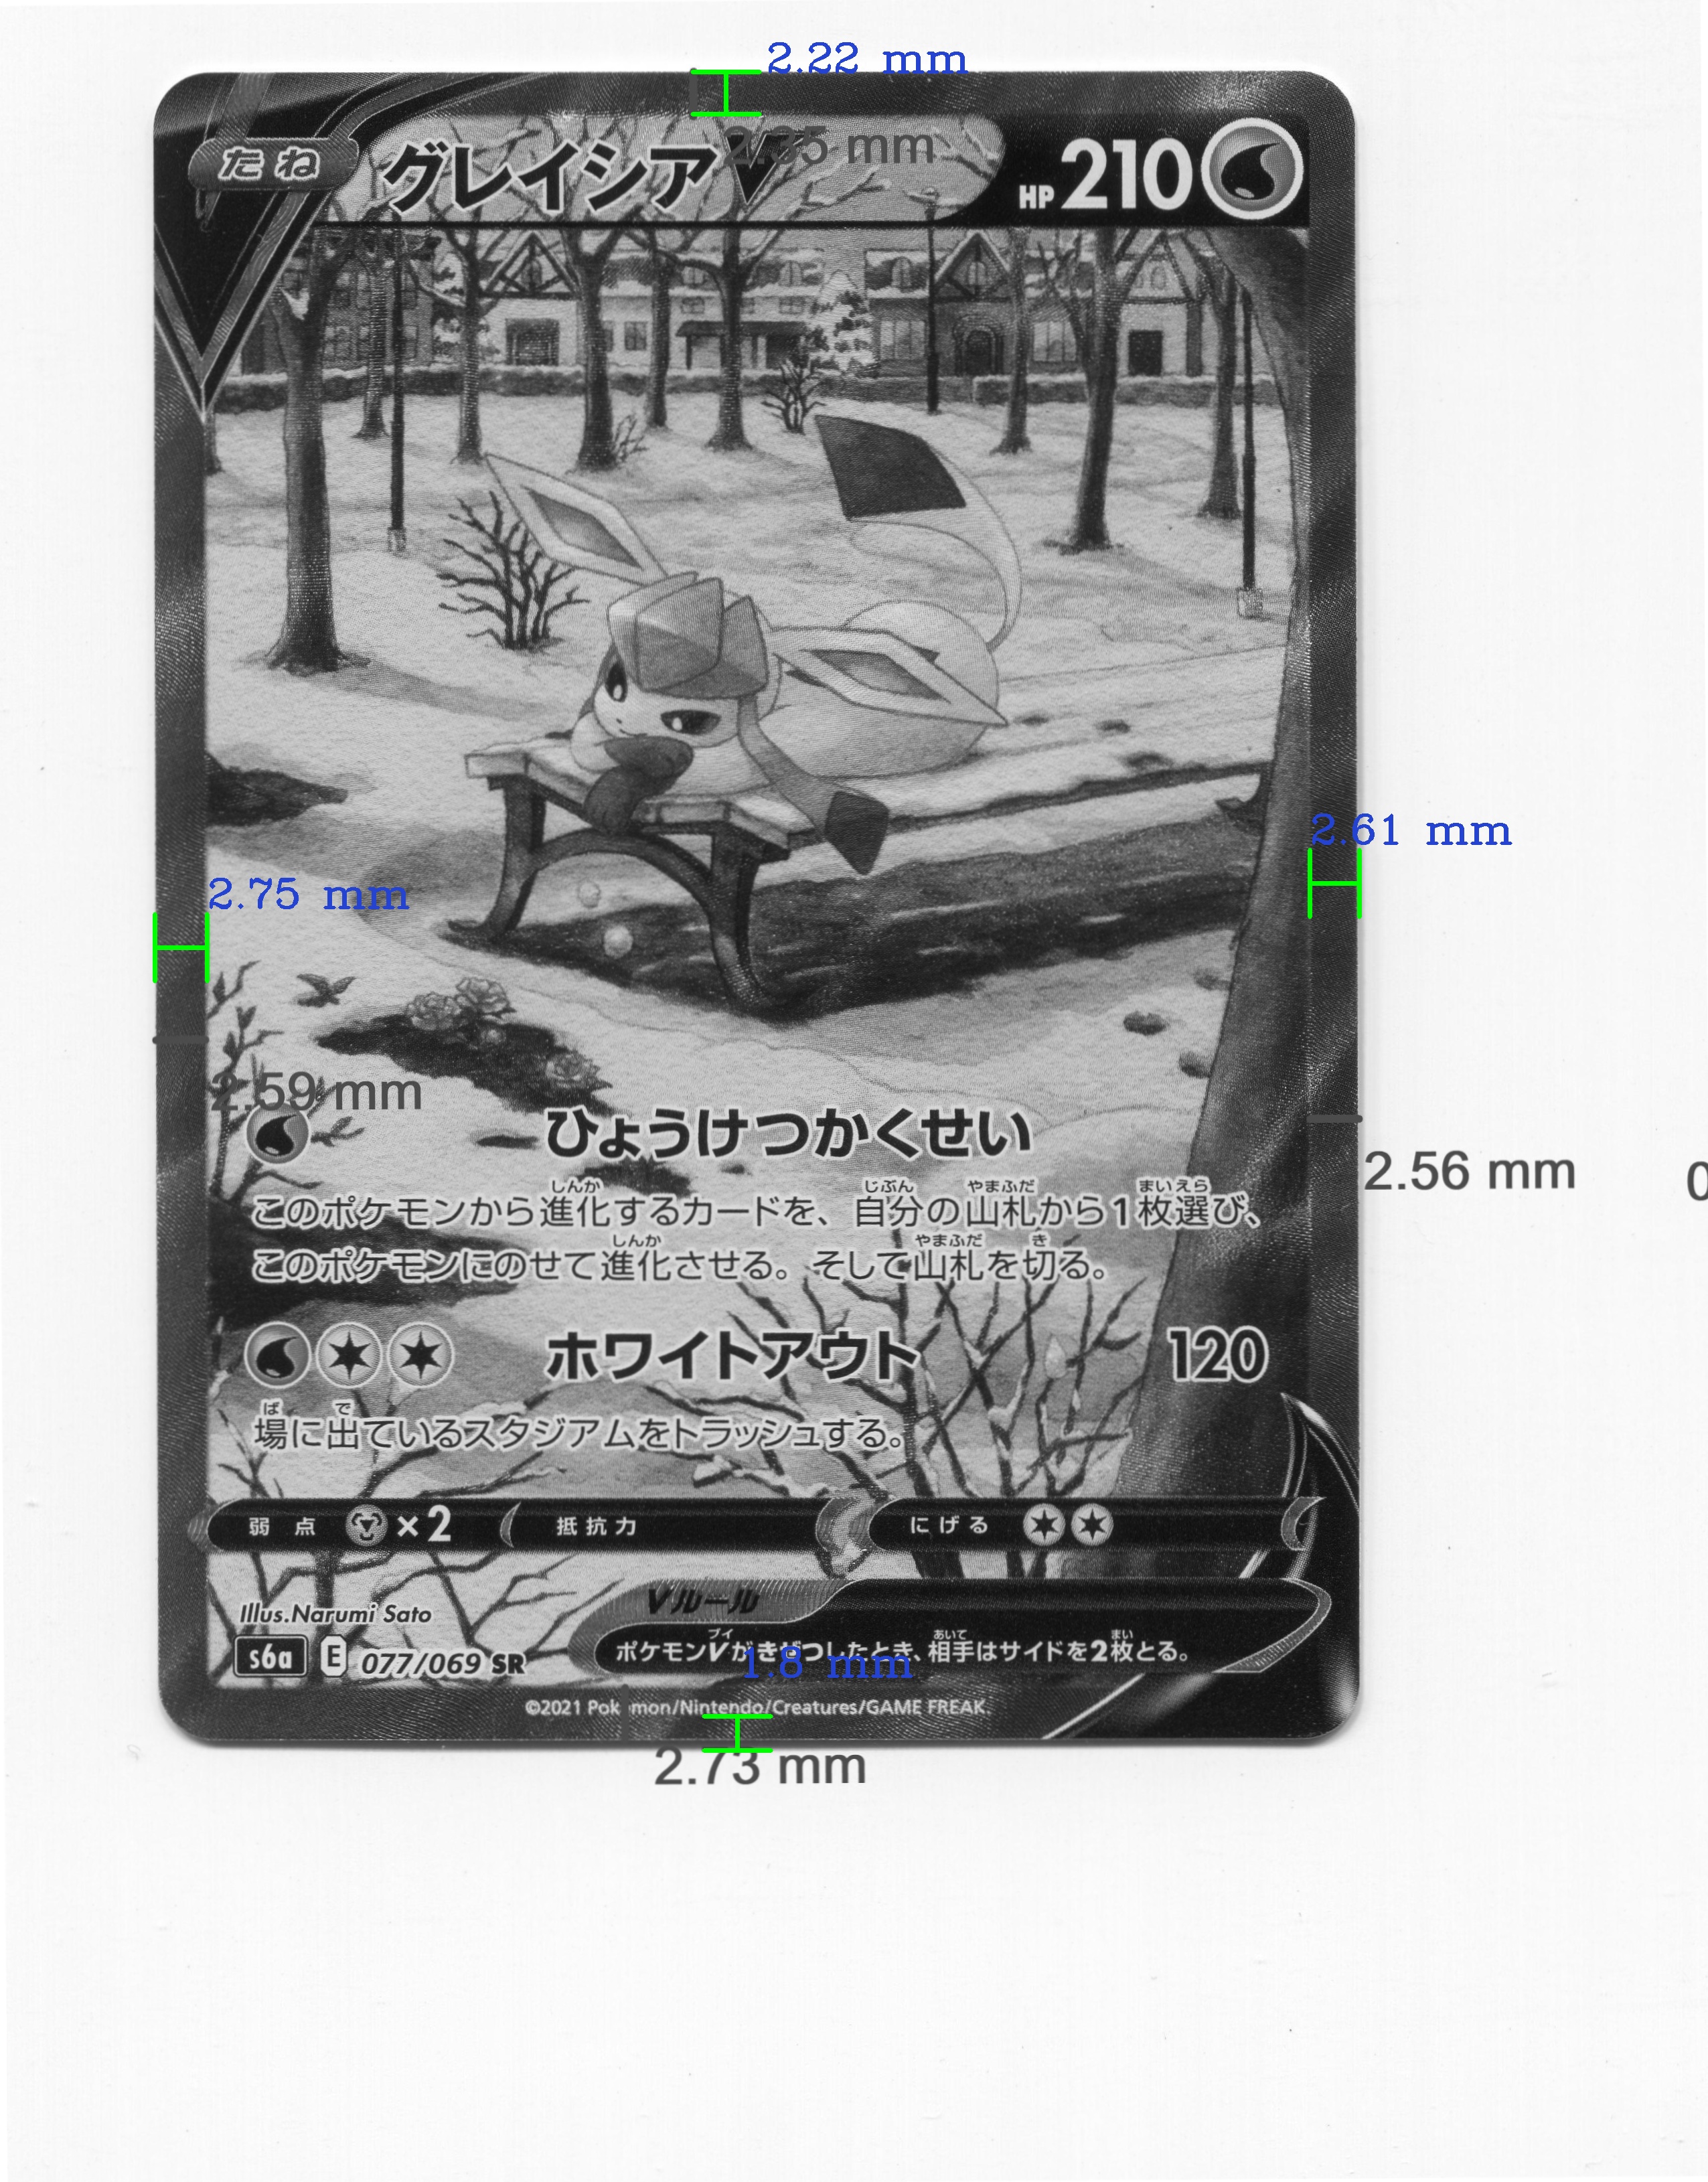 2.22 mm
たね
グレイシアV
2.35 mm
HP210
2.61 mm
2.75 mm
2.59 mm
ひょうけつかくせい
2.56 mm
0
しんか じぶん やまふだ まいえら
このポケモンから進化するカードを、自分の山札から1枚選び、
しんか やまふだ き
このポケモンにのせて進化させる。そして山札を切る。
ホワイトアウト 120
ば で
場に出ているスタジアムをトラッシュする。
弱点 ×2 抵抗力 にげる
Illus.Narumi Sato
Vルール
ブイ あいて まい
ポケモンVがきぜつしたとき、相手はサイドを2枚とる。
s6a E 077/069 SR
1.8 mm
©2021 Pok mon/Nintendo/Creatures/GAME FREAK.
2.73 mm